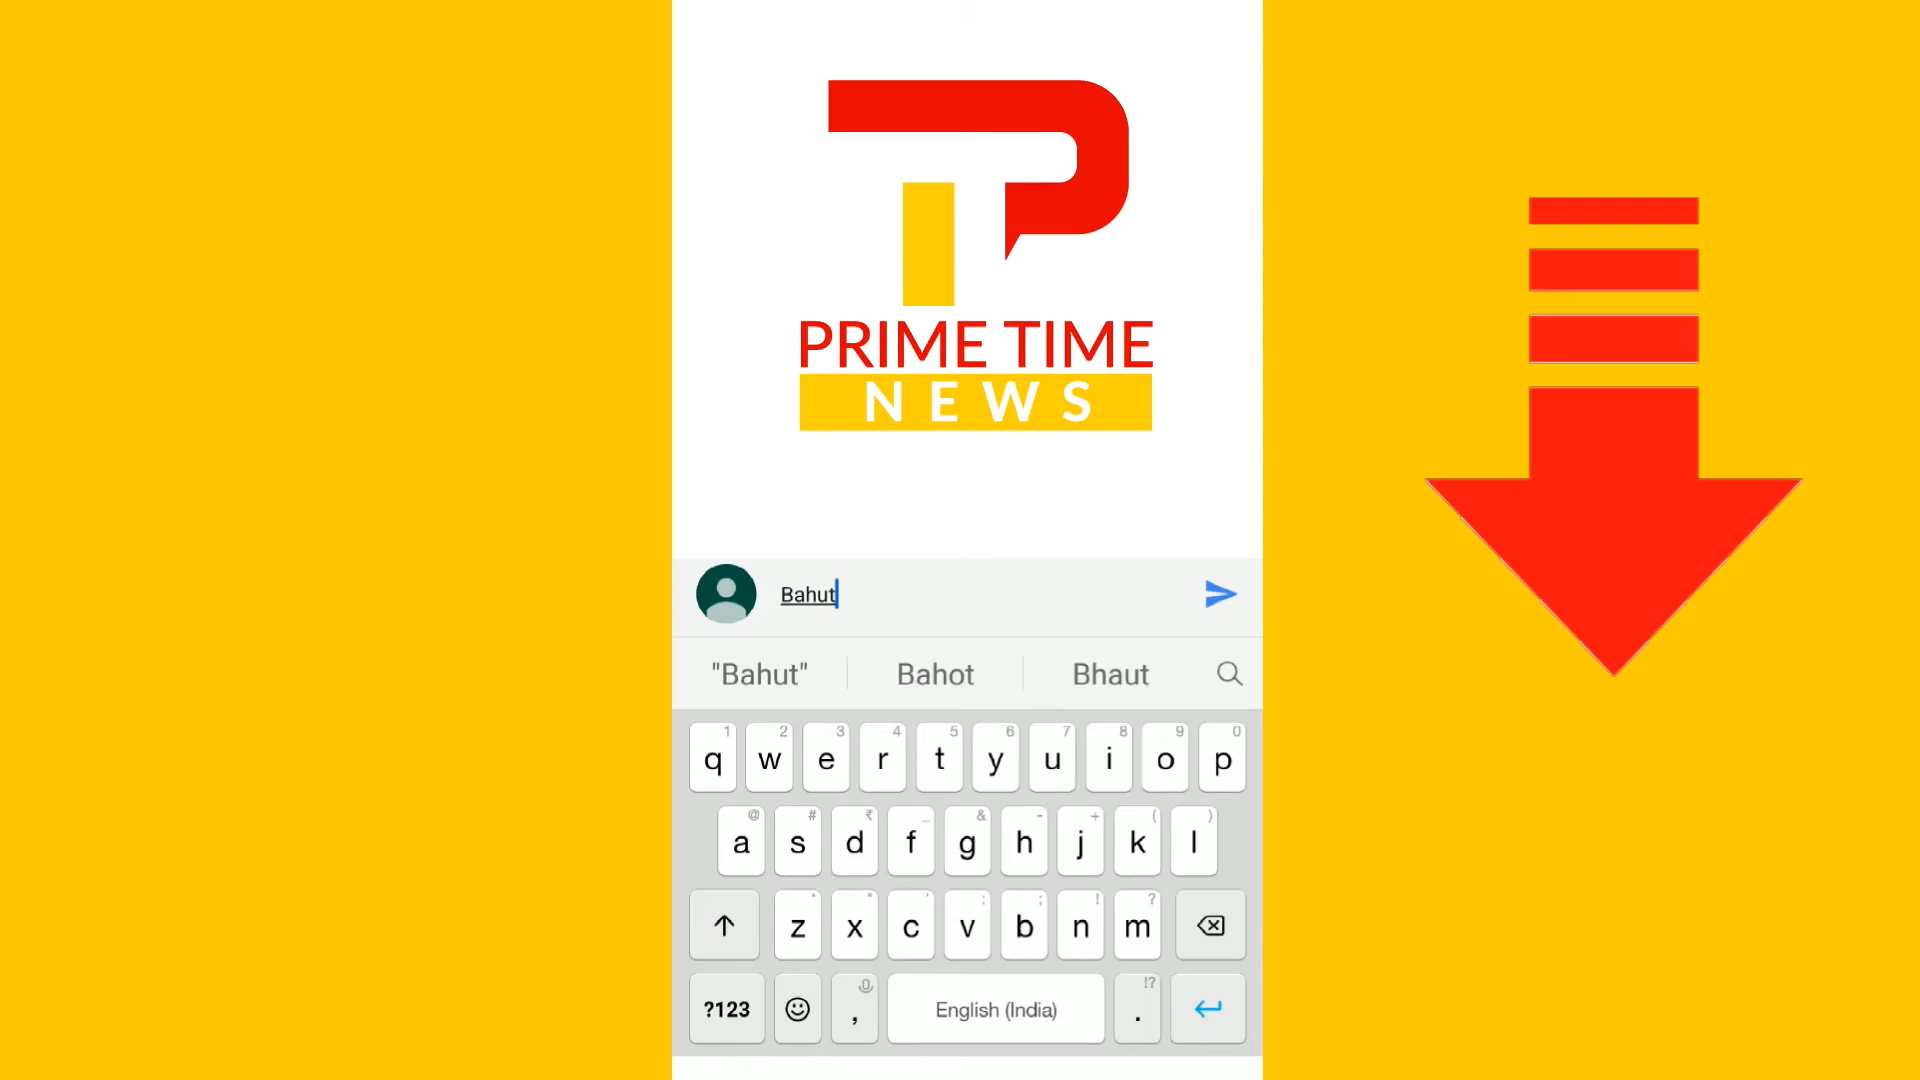 PRIME TIME
NEWS
Bahut
"Bahut" Bahot Bhaut
1 2 3 4 5 6 7 8 9 0
q w e r t y u i o p
@ # ₹ _ & - + ( )
a s d f g h j k l
* " ' : ; ! ?
z x c v b n m
!?
?123 , English (India) .